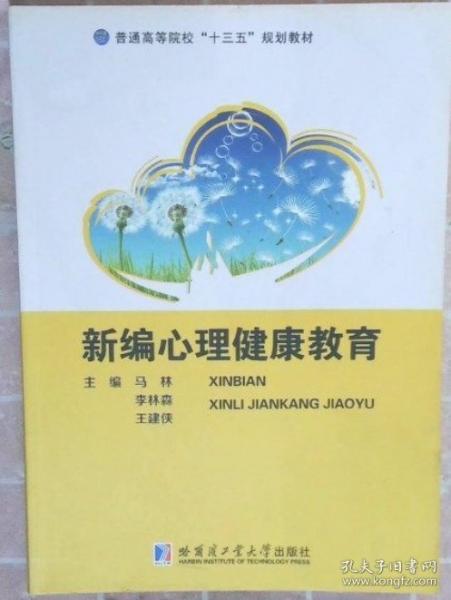 普通高等院校“十三五”规划教材
新编心理健康教育
主 编 马 林 XINBIAN
李林森 XINLI JIANKANG JIAOYU
王建侠
哈尔滨工业大学出版社
HARBIN INSTITUTE OF TECHNOLOGY PRESS
孔夫子旧书网
www.kongfz.com